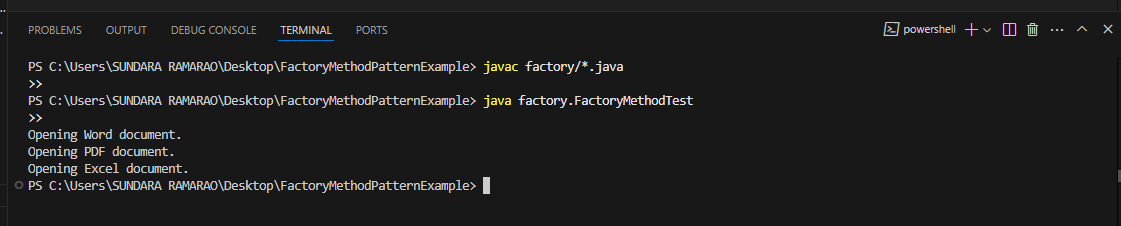 PROBLEMS OUTPUT DEBUG CONSOLE TERMINAL PORTS powershell
PS C:\Users\SUNDARA RAMARAO\Desktop\FactoryMethodPatternExample> javac factory/*.java
>>
PS C:\Users\SUNDARA RAMARAO\Desktop\FactoryMethodPatternExample> java factory.FactoryMethodTest
>>
Opening Word document.
Opening PDF document.
Opening Excel document.
PS C:\Users\SUNDARA RAMARAO\Desktop\FactoryMethodPatternExample>